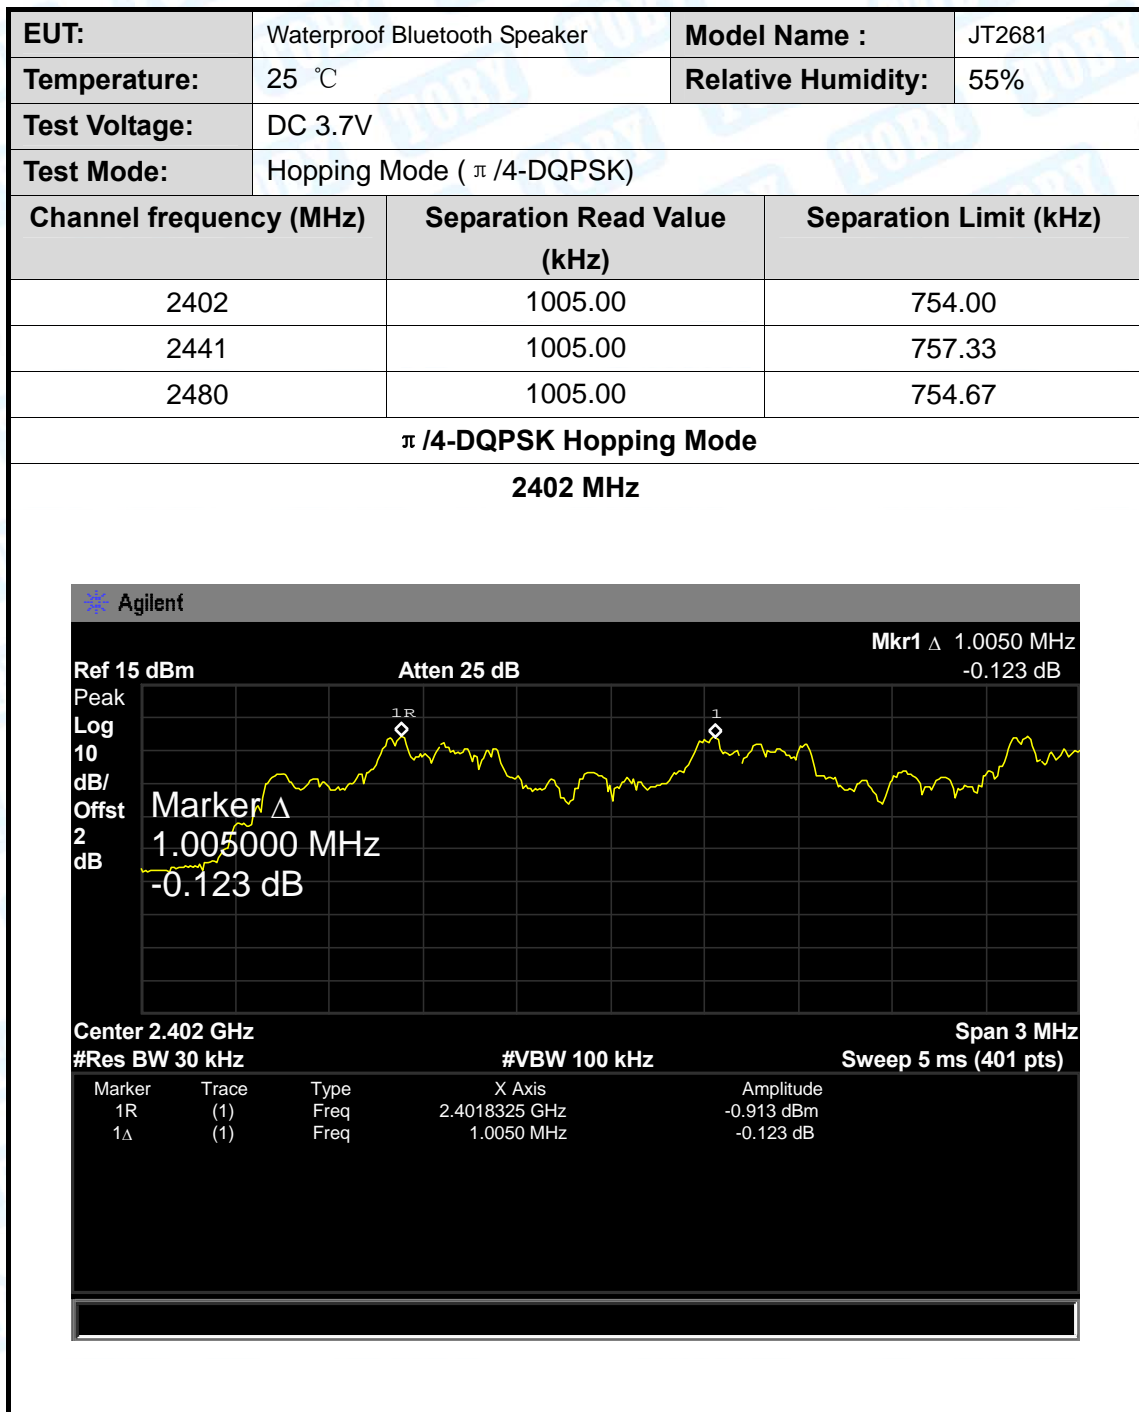 EUT: Waterproof Bluetooth Speaker Model Name : JT2681
Temperature: 25 ℃ Relative Humidity: 55%
Test Voltage: DC 3.7V
Test Mode: Hopping Mode ( π /4-DQPSK)
Channel frequency (MHz) Separation Read Value (kHz) Separation Limit (kHz)
2402 1005.00 754.00
2441 1005.00 757.33
2480 1005.00 754.67
π /4-DQPSK Hopping Mode
2402 MHz
Agilent
Mkr1 Δ 1.0050 MHz
Ref 15 dBm Atten 25 dB -0.123 dB
Peak
Log
10
dB/
Offst
2
dB
1R 1
Marker Δ
1.005000 MHz
-0.123 dB
Center 2.402 GHz Span 3 MHz
#Res BW 30 kHz #VBW 100 kHz Sweep 5 ms (401 pts)
Marker Trace Type X Axis Amplitude
1R (1) Freq 2.4018325 GHz -0.913 dBm
1Δ (1) Freq 1.0050 MHz -0.123 dB
TOBY